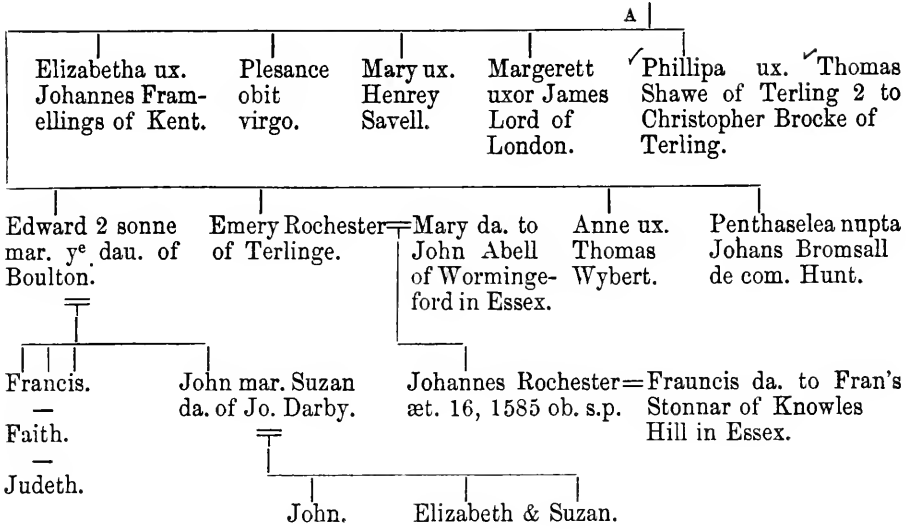 A
Elizabetha ux.
Johannes Fram-
ellings of Kent.
Plesance
obit
virgo.
Mary ux.
Henrey
Savell.
Margerett
uxor James
Lord of
London.
Phillipa ux. Thomas
Shawe of Terling 2 to
Christopher Brocke of
Terling.
Edward 2 sonne
mar. yᵉ dau. of
Boulton.
Emery Rochester
of Terlinge.
Mary da. to
John Abell
of Worminge-
ford in Essex.
Anne ux.
Thomas
Wybert.
Penthaselea nupta
Johans Bromsall
de com. Hunt.
Francis.
Faith.
Judeth.
John mar. Suzan
da. of Jo. Darby.
Johannes Rochester
æt. 16, 1585 ob. s.p.
Frauncis da. to Fran's
Stonnar of Knowles
Hill in Essex.
John.
Elizabeth & Suzan.